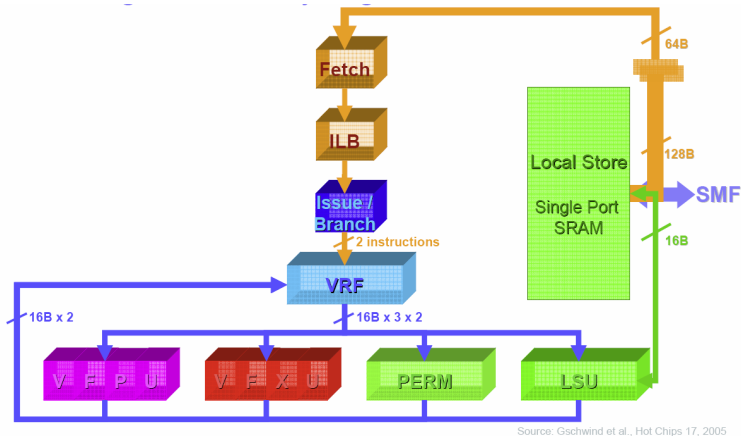 64B
Fetch
ILB
128B
Local Store
Single Port
SRAM
SMF
Issue /
Branch
16B
2 instructions
VRF
16B x 2
16B x 3 x 2
V F P U
V F X U
PERM
LSU
Source: Gschwind et al., Hot Chips 17, 2005